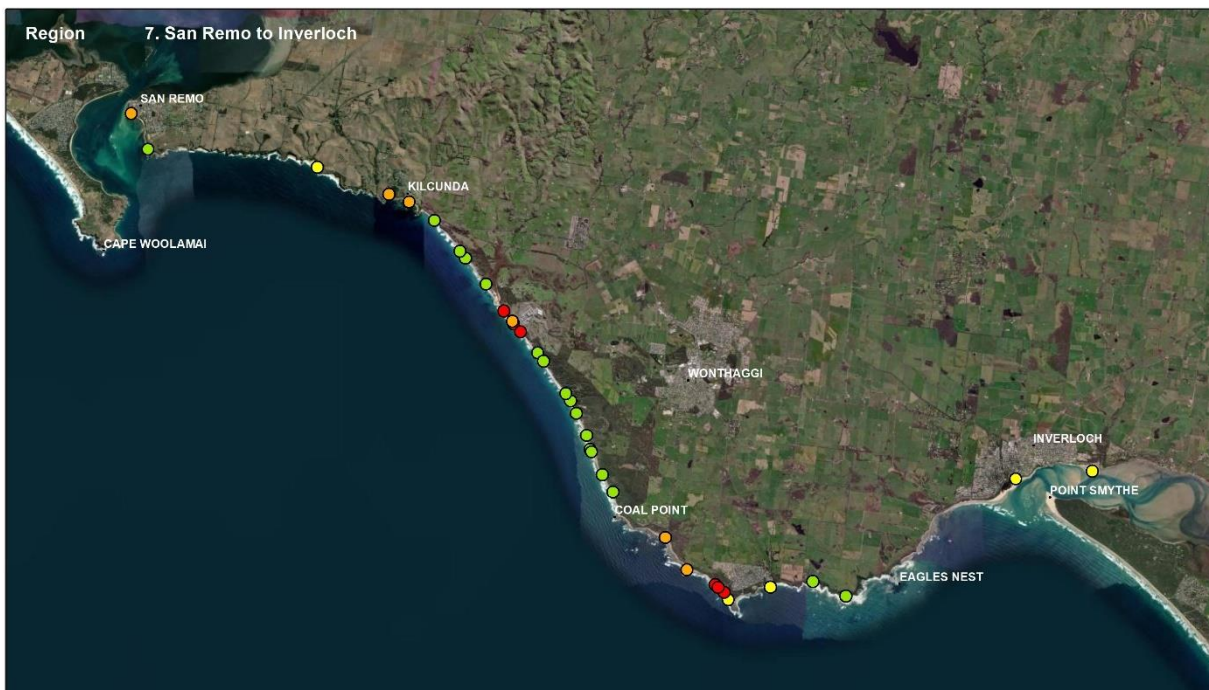 Region 7. San Remo to Inverloch
SAN REMO
KILCUNDA
CAPE WOOLAMAI
WONTHAGGI
INVERLOCH
POINT SMYTHE
COAL POINT
EAGLES NEST